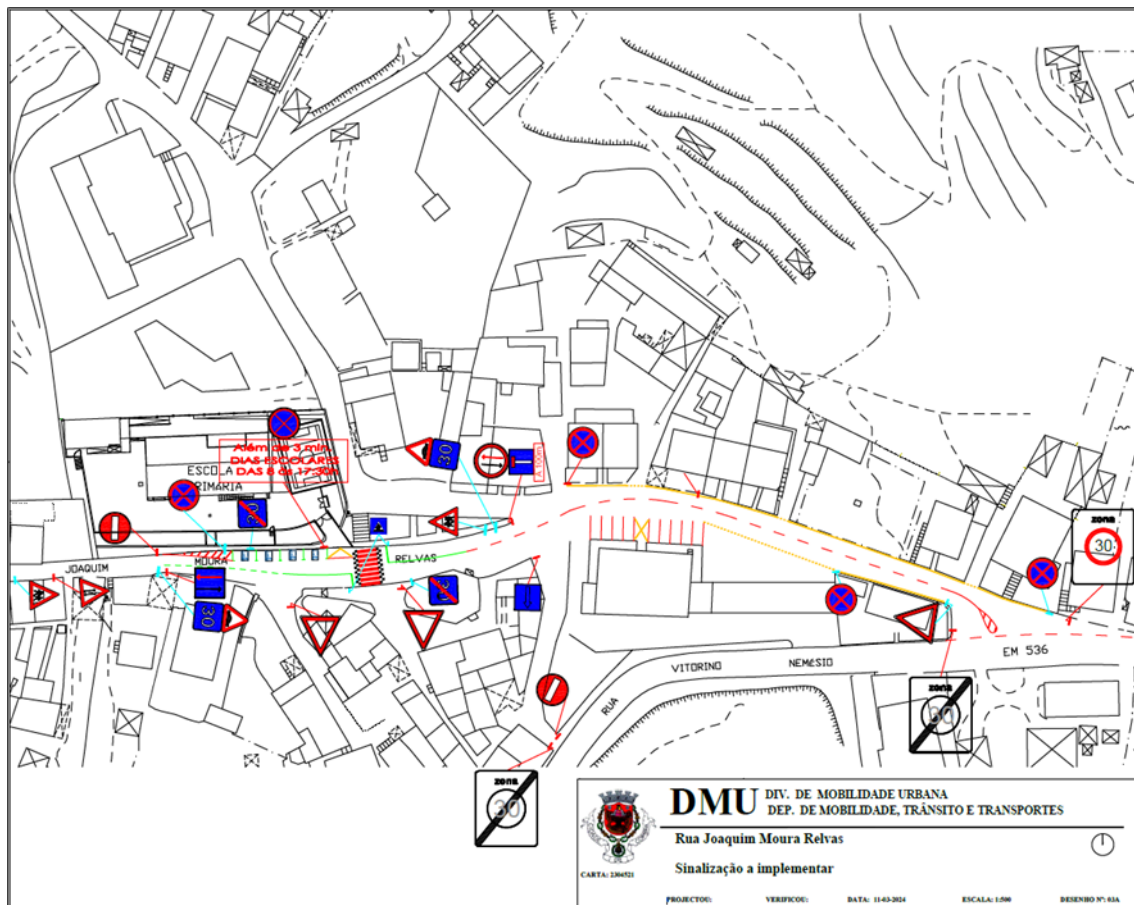 Além de 3 min
DIAS ESCOLARES
DAS 8 às 17:30h
ESCOLA
PRIMARIA
30
30
A 100m
zona
30
JOAQUIM
MOURA
RELVAS
30
30
VITORINO
NEMÉSIO
EM 536
RUA
zona
30
zona
30
DMU
DIV. DE MOBILIDADE URBANA
DEP. DE MOBILIDADE, TRÂNSITO E TRANSPORTES
Rua Joaquim Moura Relvas
Sinalização a implementar
CARTA: 2304521
PROJECTOU:
VERIFICOU:
DATA: 11-03-2024
ESCALA: 1:500
DESENHO Nº: 03A